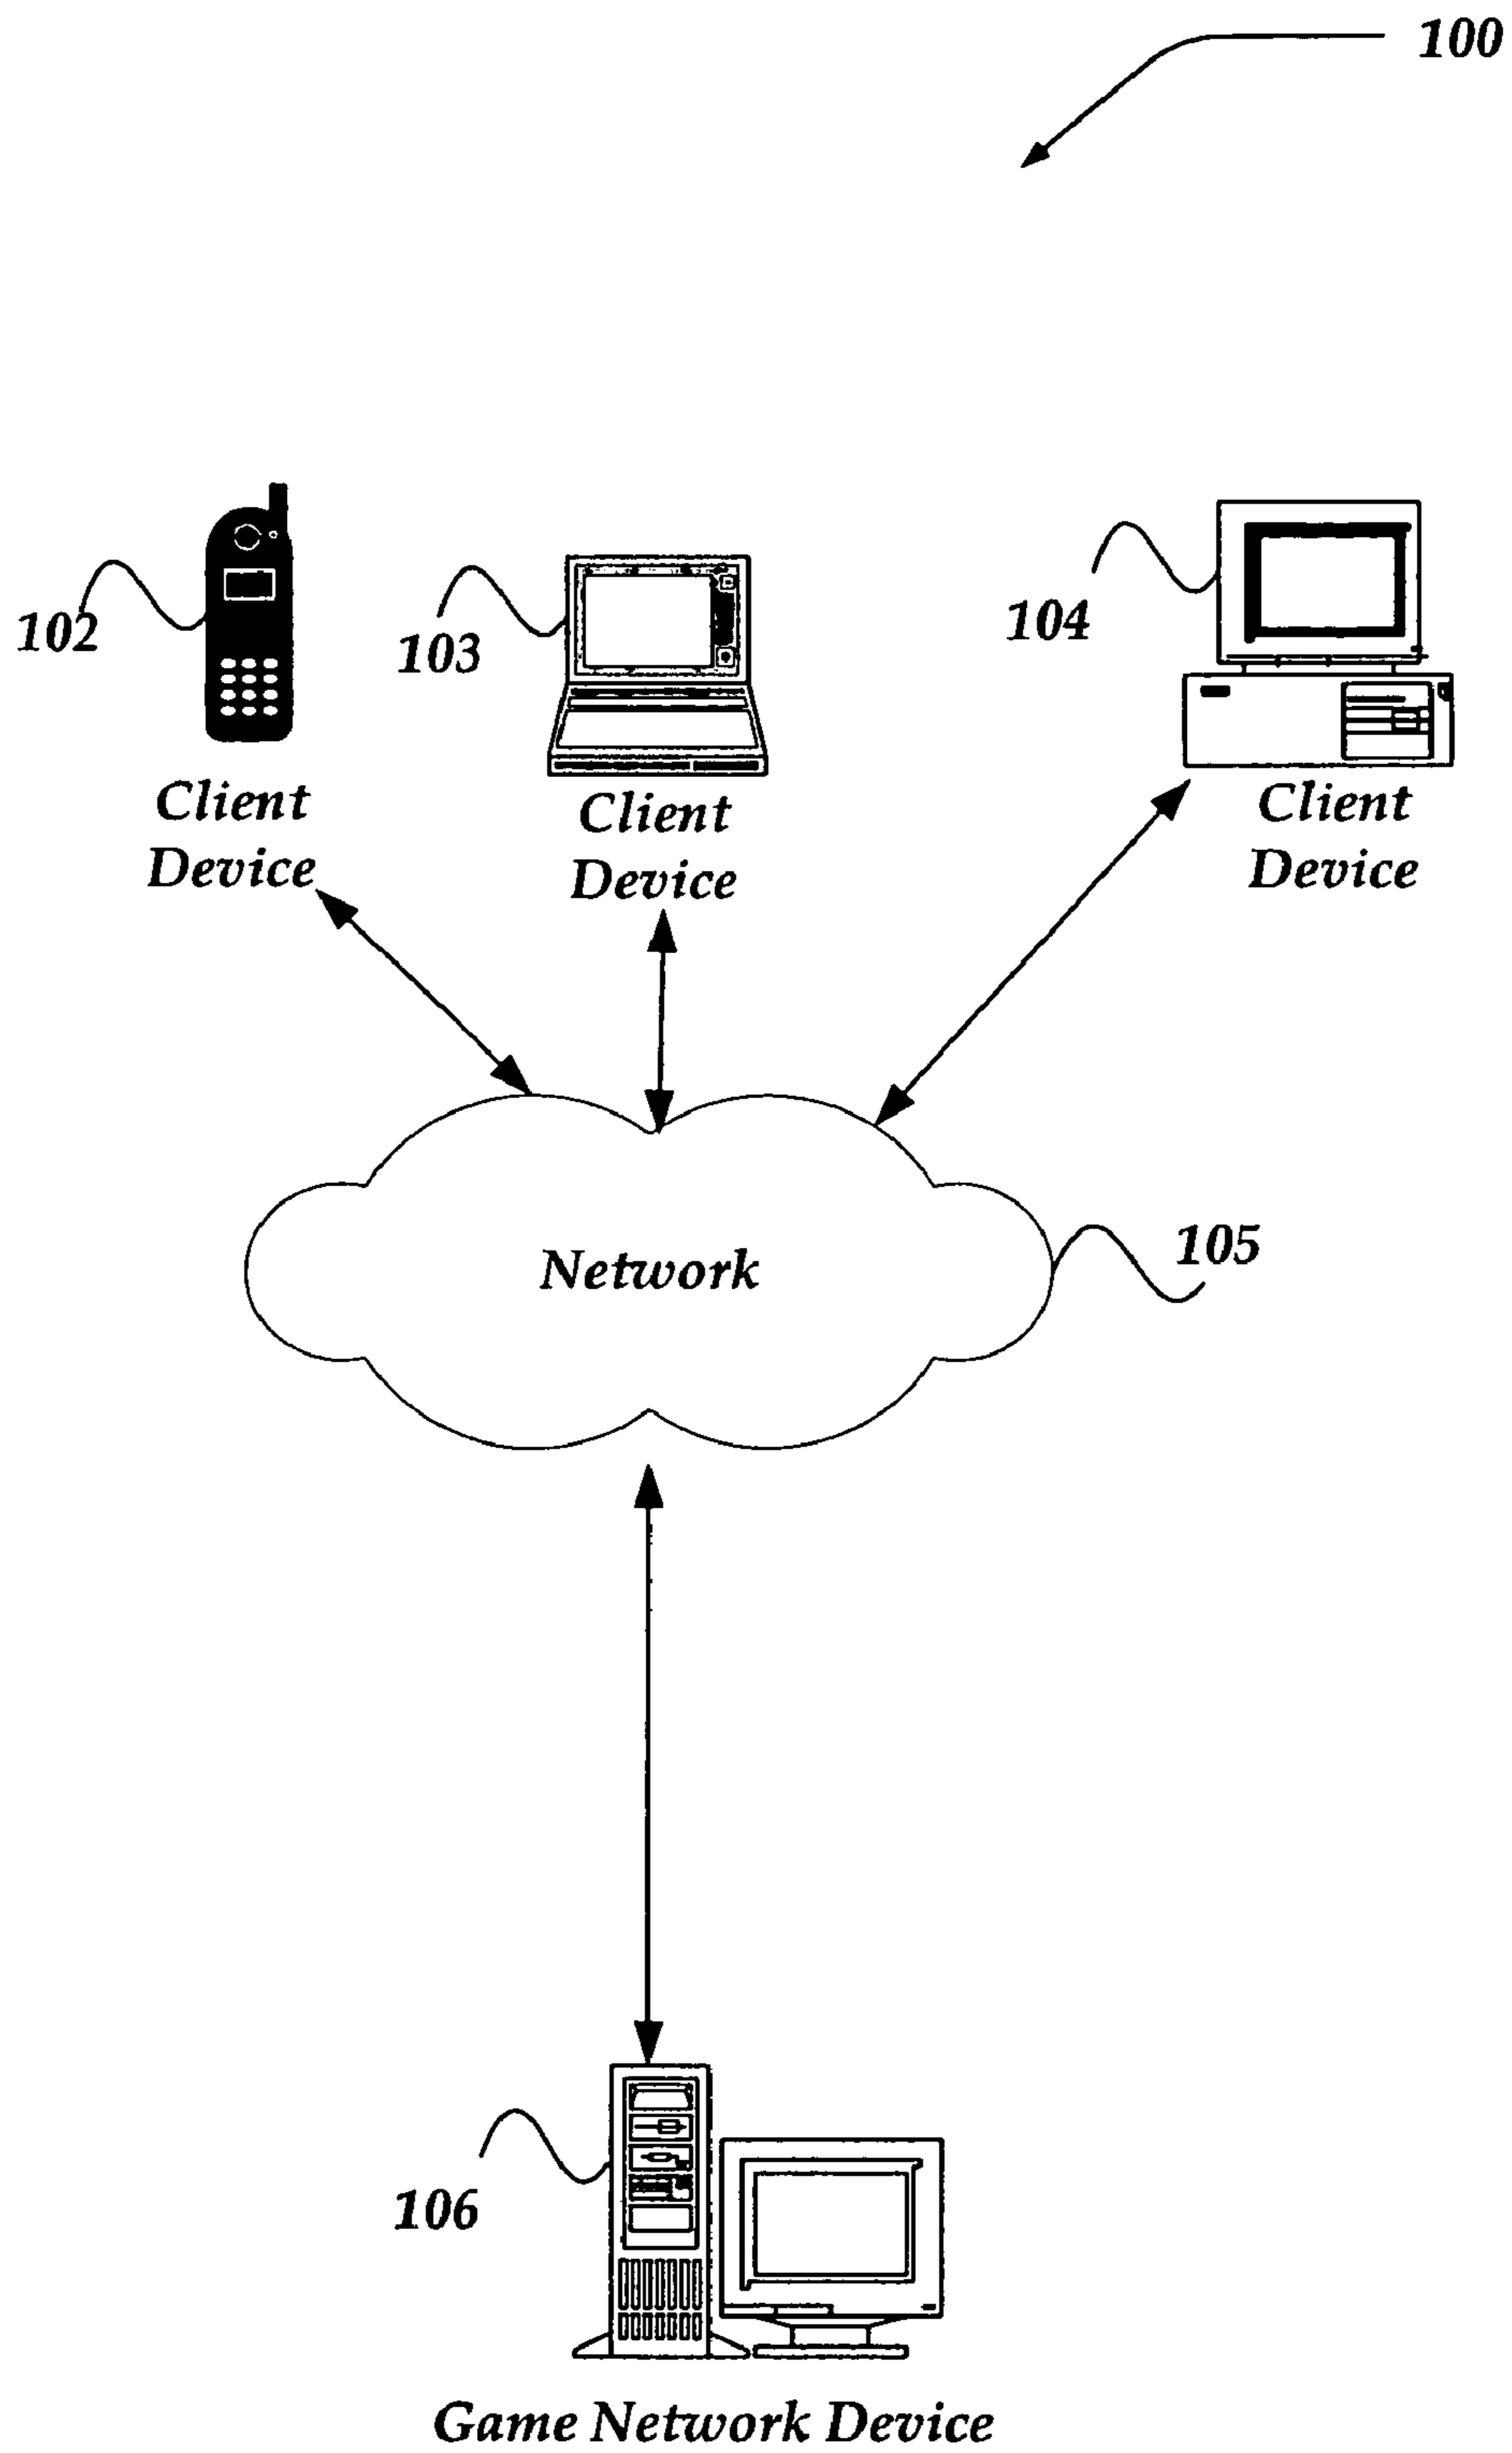 100
102
103
104
Client
Device
Client
Device
Client
Device
Network
105
106
Game Network Device